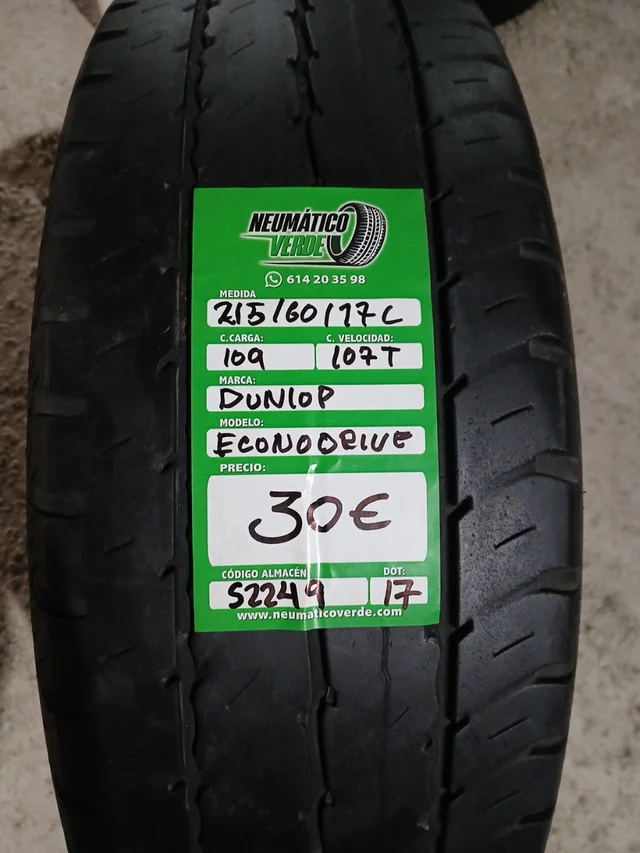 NEUMÁTICO
VERDE
614 20 35 98
MEDIDA
215/60/17C
C.CARGA: C. VELOCIDAD:
109 107T
MARCA:
DUNLOP
MODELO:
ECONODRIVE
PRECIO:
30€
CÓDIGO ALMACÉN DOT:
S2249 17
www.neumaticoverde.com